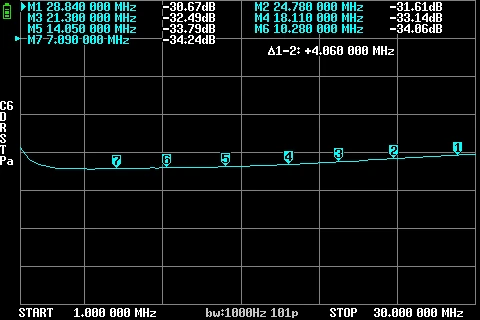 M1 28.840 000 MHz -30.67dB M2 24.780 000 MHz -31.61dB
M3 21.300 000 MHz -32.49dB M4 18.110 000 MHz -33.14dB
M5 14.050 000 MHz -33.79dB M6 10.280 000 MHz -34.06dB
M7 7.090 000 MHz -34.24dB Δ1-2: +4.060 000 MHz
C6
D
R
S
T
Pa
7 6 5 4 3 2 1
START 1.000 000 MHz bw:1000Hz 101p STOP 30.000 000 MHz